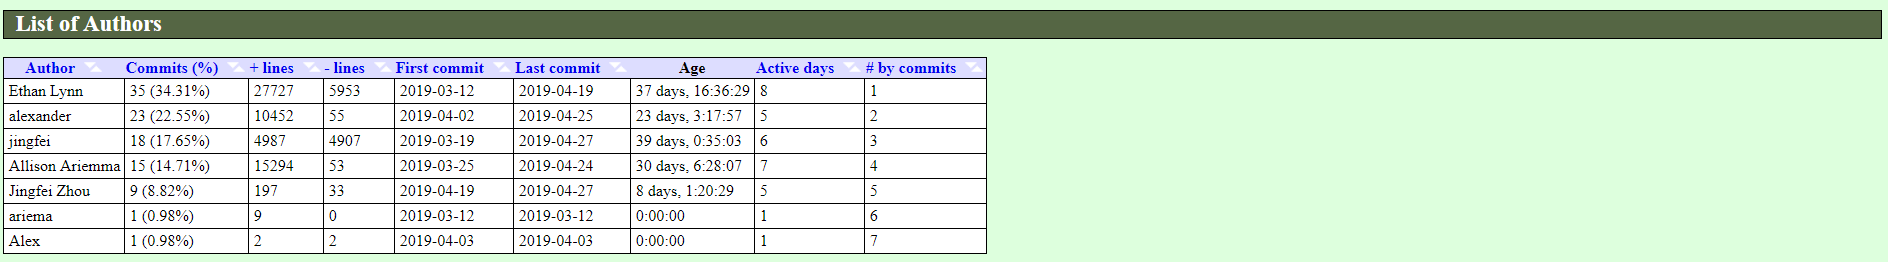 List of Authors
Author Commits (%) + lines - lines First commit Last commit Age Active days # by commits
Ethan Lynn 35 (34.31%) 27727 5953 2019-03-12 2019-04-19 37 days, 16:36:29 8 1
alexander 23 (22.55%) 10452 55 2019-04-02 2019-04-25 23 days, 3:17:57 5 2
jingfei 18 (17.65%) 4987 4907 2019-03-19 2019-04-27 39 days, 0:35:03 6 3
Allison Ariemma 15 (14.71%) 15294 53 2019-03-25 2019-04-24 30 days, 6:28:07 7 4
Jingfei Zhou 9 (8.82%) 197 33 2019-04-19 2019-04-27 8 days, 1:20:29 5 5
ariema 1 (0.98%) 9 0 2019-03-12 2019-03-12 0:00:00 1 6
Alex 1 (0.98%) 2 2 2019-04-03 2019-04-03 0:00:00 1 7